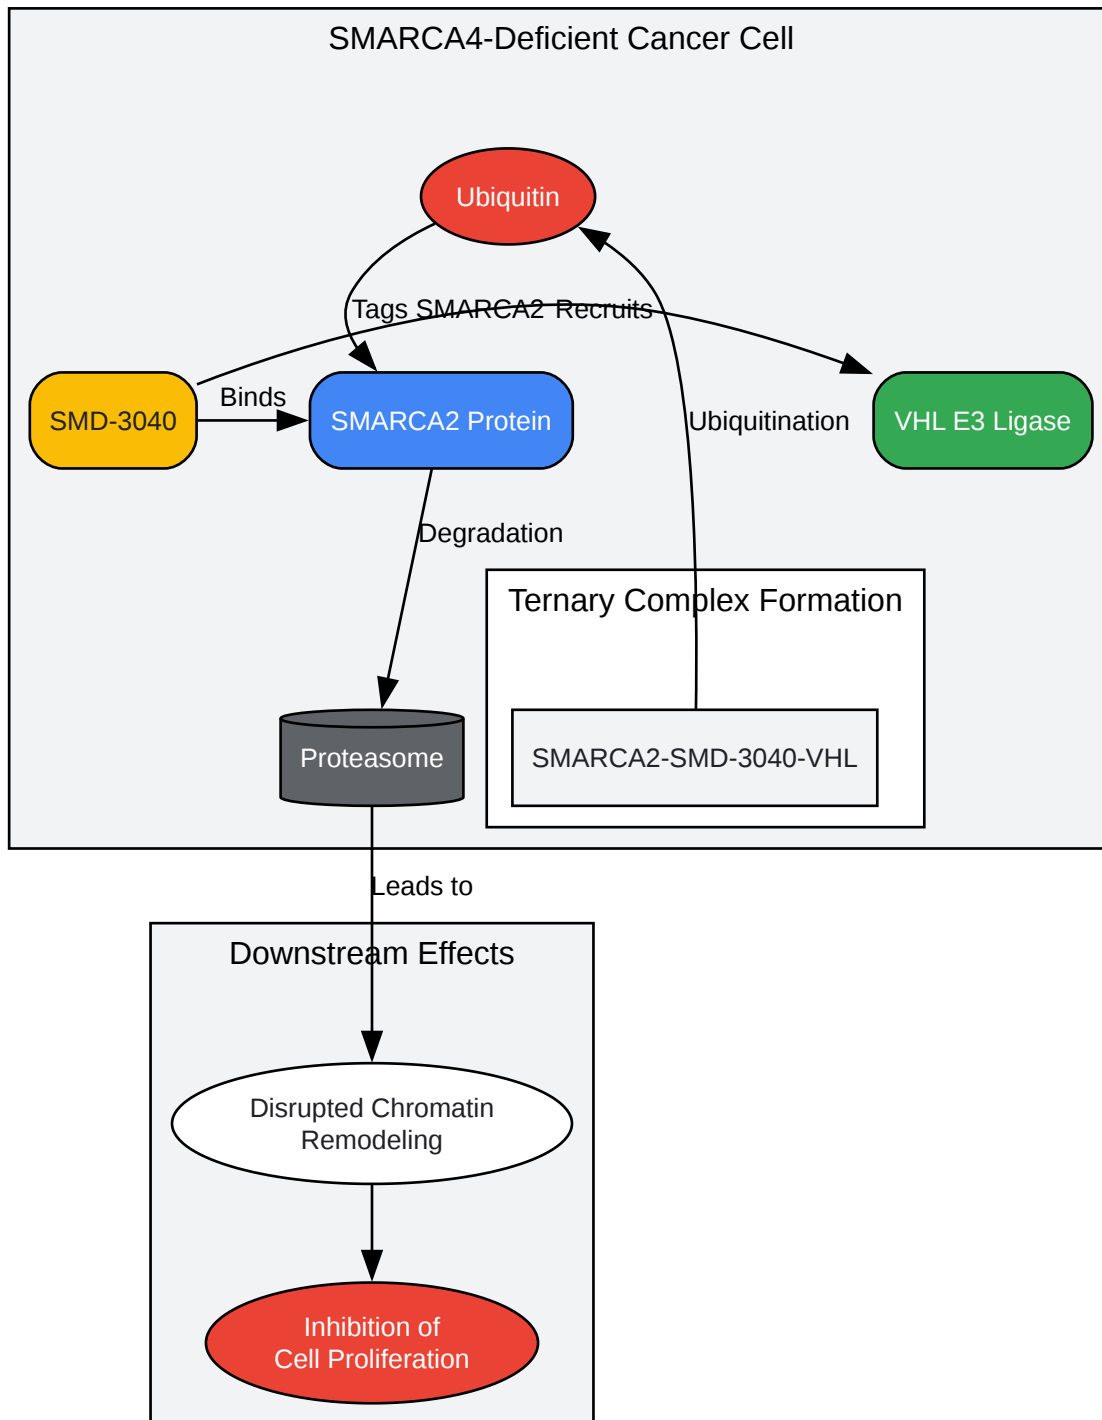 SMARCA4-Deficient Cancer Cell
Ubiquitin
Tags SMARCA2
Recruits
SMD-3040
Binds
SMARCA2 Protein
Ubiquitination
VHL E3 Ligase
Degradation
Ternary Complex Formation
Proteasome
SMARCA2-SMD-3040-VHL
Leads to
Downstream Effects
Disrupted Chromatin
Remodeling
Inhibition of
Cell Proliferation